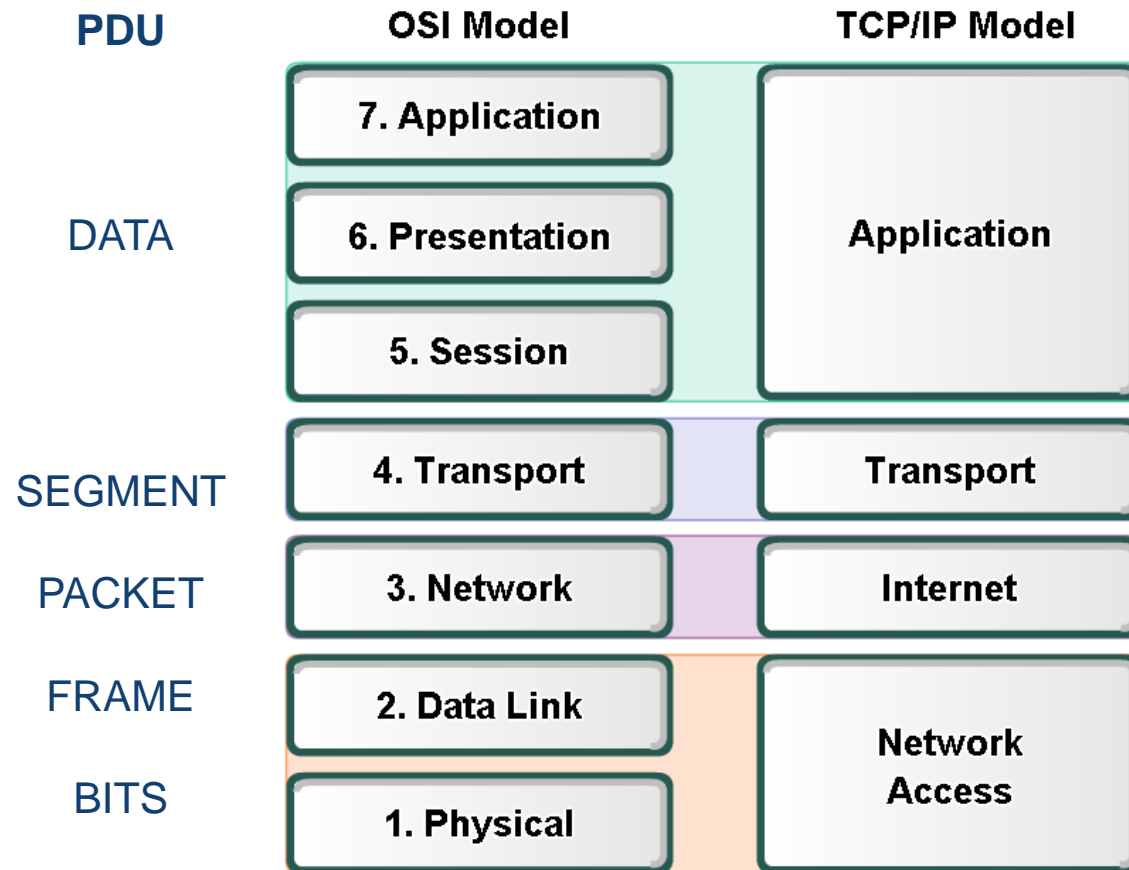 PDU
OSI Model
TCP/IP Model
7. Application
DATA
6. Presentation
Application
5. Session
SEGMENT
4. Transport
Transport
PACKET
3. Network
Internet
FRAME
2. Data Link
Network
Access
BITS
1. Physical